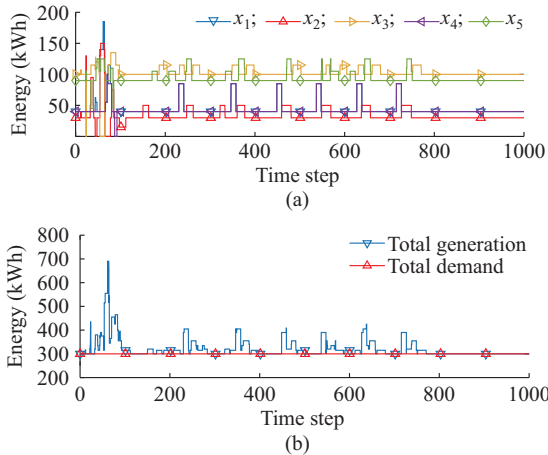 200
150
100
50
Energy (kWh)
x1; x2; x3; x4; x5
0 200 400 600 800 1000
Time step
(a)
800
700
600
500
400
300
200
Energy (kWh)
Total generation
Total demand
0 200 400 600 800 1000
Time step
(b)